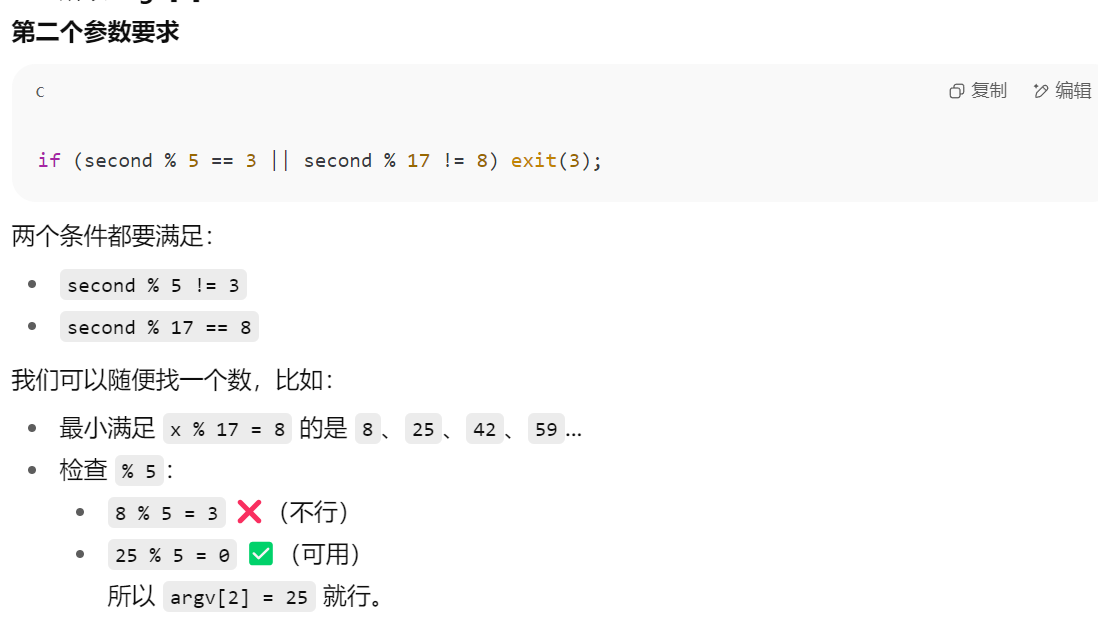 第二个参数要求
C 复制 编辑
if (second % 5 == 3 || second % 17 != 8) exit(3);
两个条件都要满足：
second % 5 != 3
second % 17 == 8
我们可以随便找一个数，比如：
最小满足 x % 17 = 8 的是 8、25、42、59...
检查 % 5：
8 % 5 = 3 ❌（不行）
25 % 5 = 0 ✅（可用）
所以 argv[2] = 25 就行。